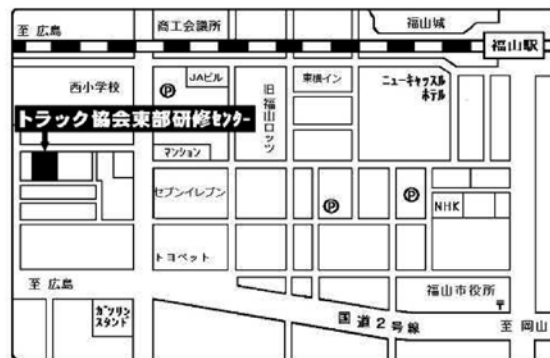 至 広島
商工会議所
福山城
福山駅
西小学校
JAビル
Ⓟ
旧福山ロッツ
東横イン
ニューキャッスル
ホテル
トラック協会東部研修センター
マンション
セブンイレブン
Ⓟ
Ⓟ
NHK
トヨペット
至 広島
福山市役所
〒
ガソリン
スタンド
国道2号線
至 岡山